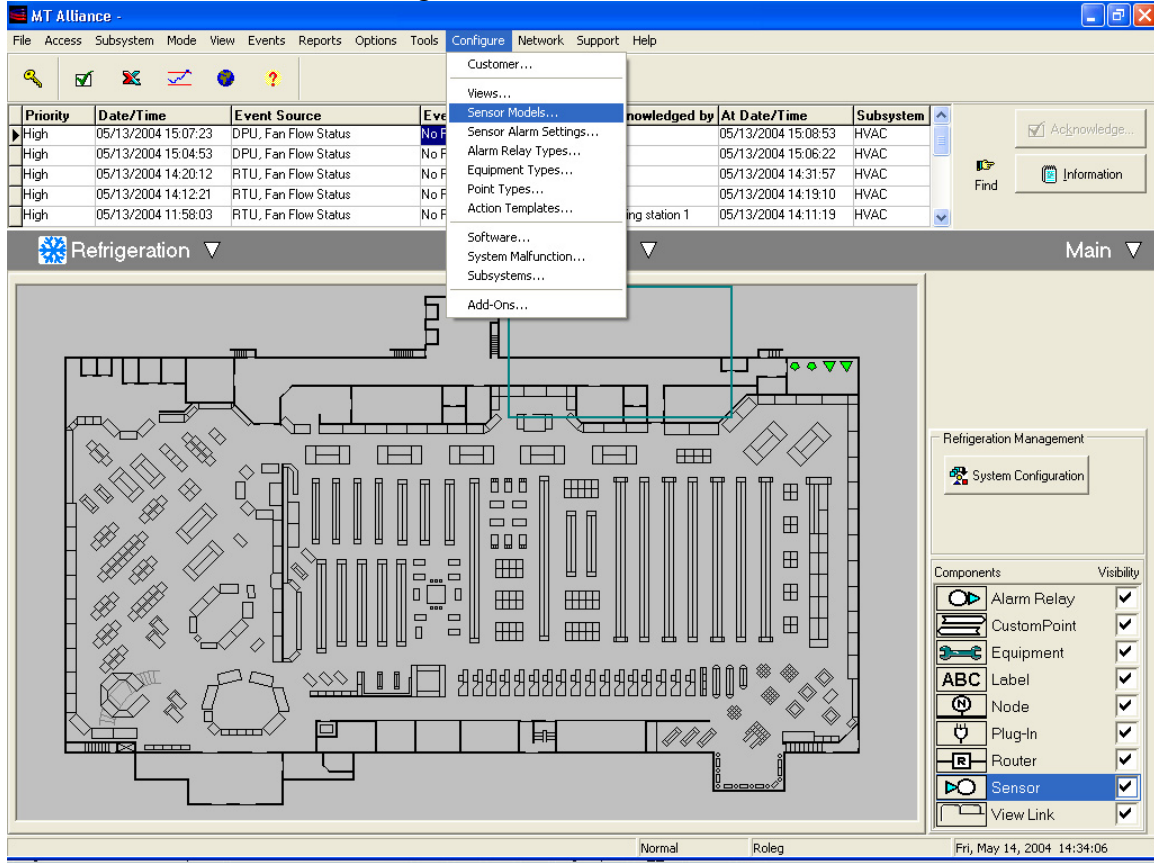 MT Alliance -
File Access Subsystem Mode View Events Reports Options Tools Configure Network Support Help
Customer...
Views...
Sensor Models...
Sensor Alarm Settings...
Alarm Relay Types...
Equipment Types...
Point Types...
Action Templates...
Software...
System Malfunction...
Subsystems...
Add-Ons...
Priority Date/Time Event Source Eve nowledged by At Date/Time Subsystem
High 05/13/2004 15:07:23 DPU, Fan Flow Status No F 05/13/2004 15:08:53 HVAC
High 05/13/2004 15:04:53 DPU, Fan Flow Status No F 05/13/2004 15:06:22 HVAC
High 05/13/2004 14:20:12 RTU, Fan Flow Status No F 05/13/2004 14:31:57 HVAC
High 05/13/2004 14:12:21 RTU, Fan Flow Status No F 05/13/2004 14:19:10 HVAC
High 05/13/2004 11:58:03 RTU, Fan Flow Status No F ing station 1 05/13/2004 14:11:19 HVAC
Acknowledge...
Find
Information
Refrigeration Main
Refrigeration Management
System Configuration
Components Visibility
Alarm Relay
CustomPoint
Equipment
ABC Label
N Node
Plug-In
R Router
Sensor
View Link
Normal Roleg Fri, May 14, 2004 14:34:06